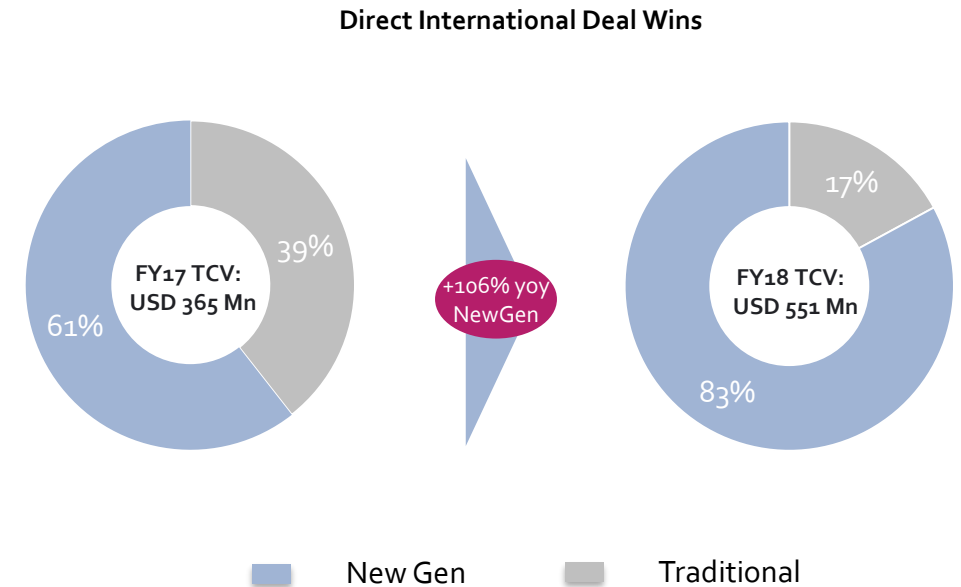 Direct International Deal Wins
39%
FY17 TCV:
USD 365 Mn
61%
+106% yoy
NewGen
17%
FY18 TCV:
USD 551 Mn
83%
New Gen
Traditional